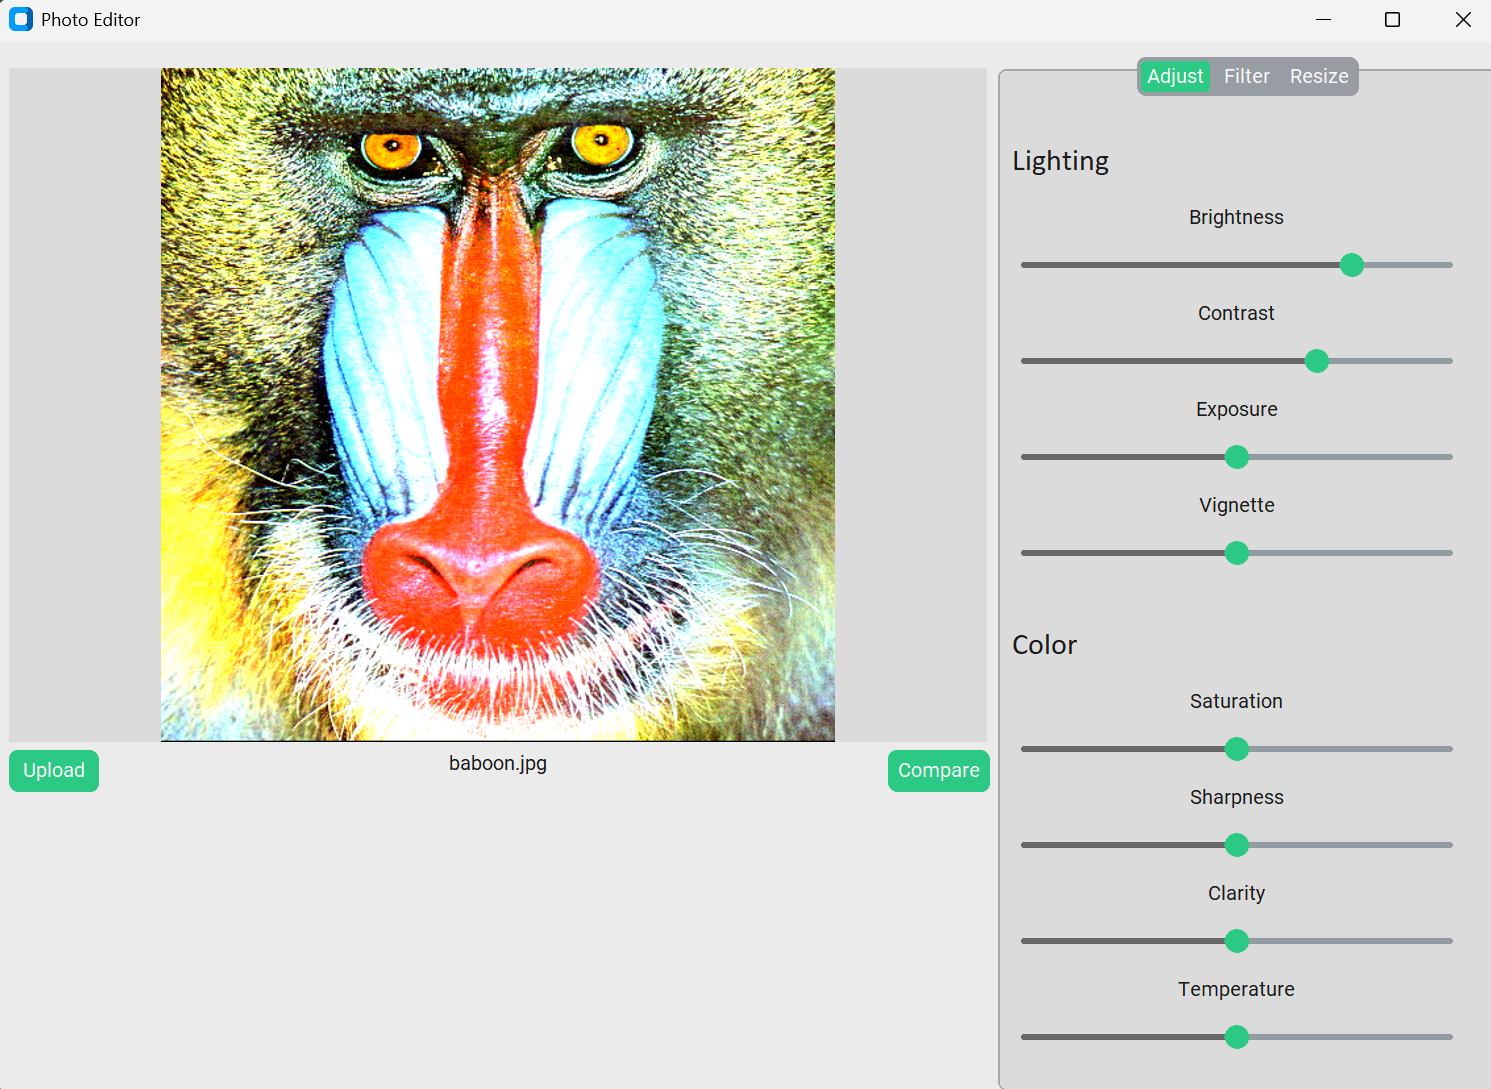 Photo Editor
Adjust Filter Resize
Lighting
Brightness
Contrast
Exposure
Vignette
Color
Saturation
Sharpness
Clarity
Temperature
Upload
baboon.jpg
Compare